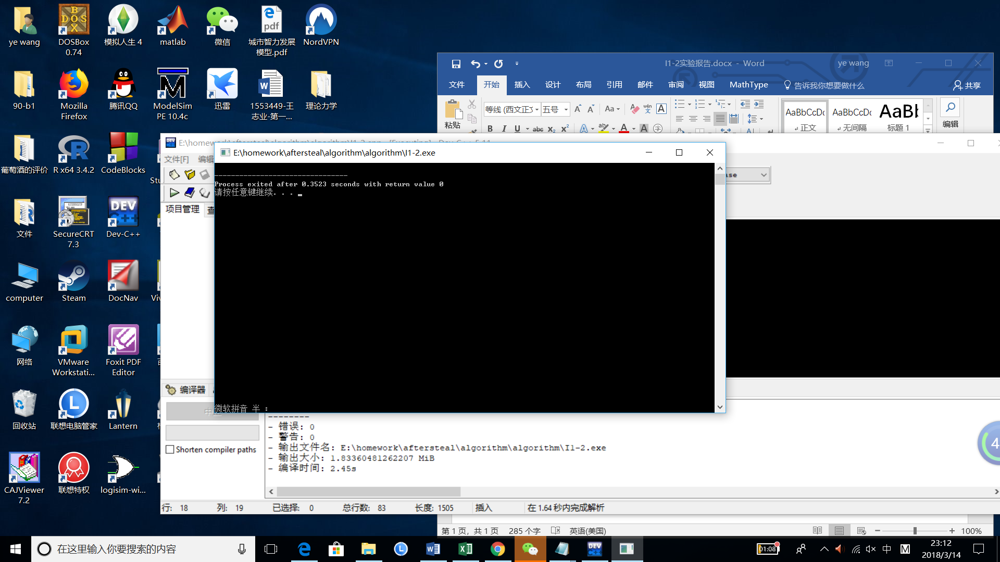 ye wang
DOSBox
0.74
模拟人生 4
matlab
微信
城市智力发展
模型.pdf
NordVPN
90-b1
Mozilla
Firefox
腾讯QQ
ModelSim
PE 10.4c
迅雷
1553449-王
志业-第一...
理论力学
葡萄酒的评价
R x64 3.4.2
CodeBlocks
Stu
文件
SecureCRT
7.3
Dev-C++
computer
Steam
DocNav
网络
VMware
Workstati...
Foxit PDF
Editor
回收站
联想电脑管家
Lantern
CAJViewer
7.2
联想特权
logisim-wi...
I1-2实验报告.docx - Word
ye wang
文件 开始 插入 设计 布局 引用 邮件 审阅 视图 MathType 告诉我你想要做什么 共享
粘贴
等线 (西文正文
五号
AaBbCcDc AaBbCcDc AaBb
正文 无间隔 标题 1
编辑
文件[F] 编辑
E:\homework\aftersteal\algorithm\algorithm\I1-2.exe
--------------------------------
Process exited after 0.3523 seconds with return value 0
请按任意键继续. . .
微软拼音 半 :
项目管理 查
编译器
Shorten compiler paths
--------
- 错误: 0
- 警告: 0
- 输出文件名: E:\homework\aftersteal\algorithm\algorithm\I1-2.exe
- 输出大小: 1.83360481262207 MiB
- 编译时间: 2.45s
行: 18 列: 19 已选择: 0 总行数: 83 长度: 1505 插入 在 1.64 秒内完成解析
第 1 页，共 1 页 285 个字 英语(美国) 100%
在这里输入你要搜索的内容
01:08
中
M
23:12
2018/3/14